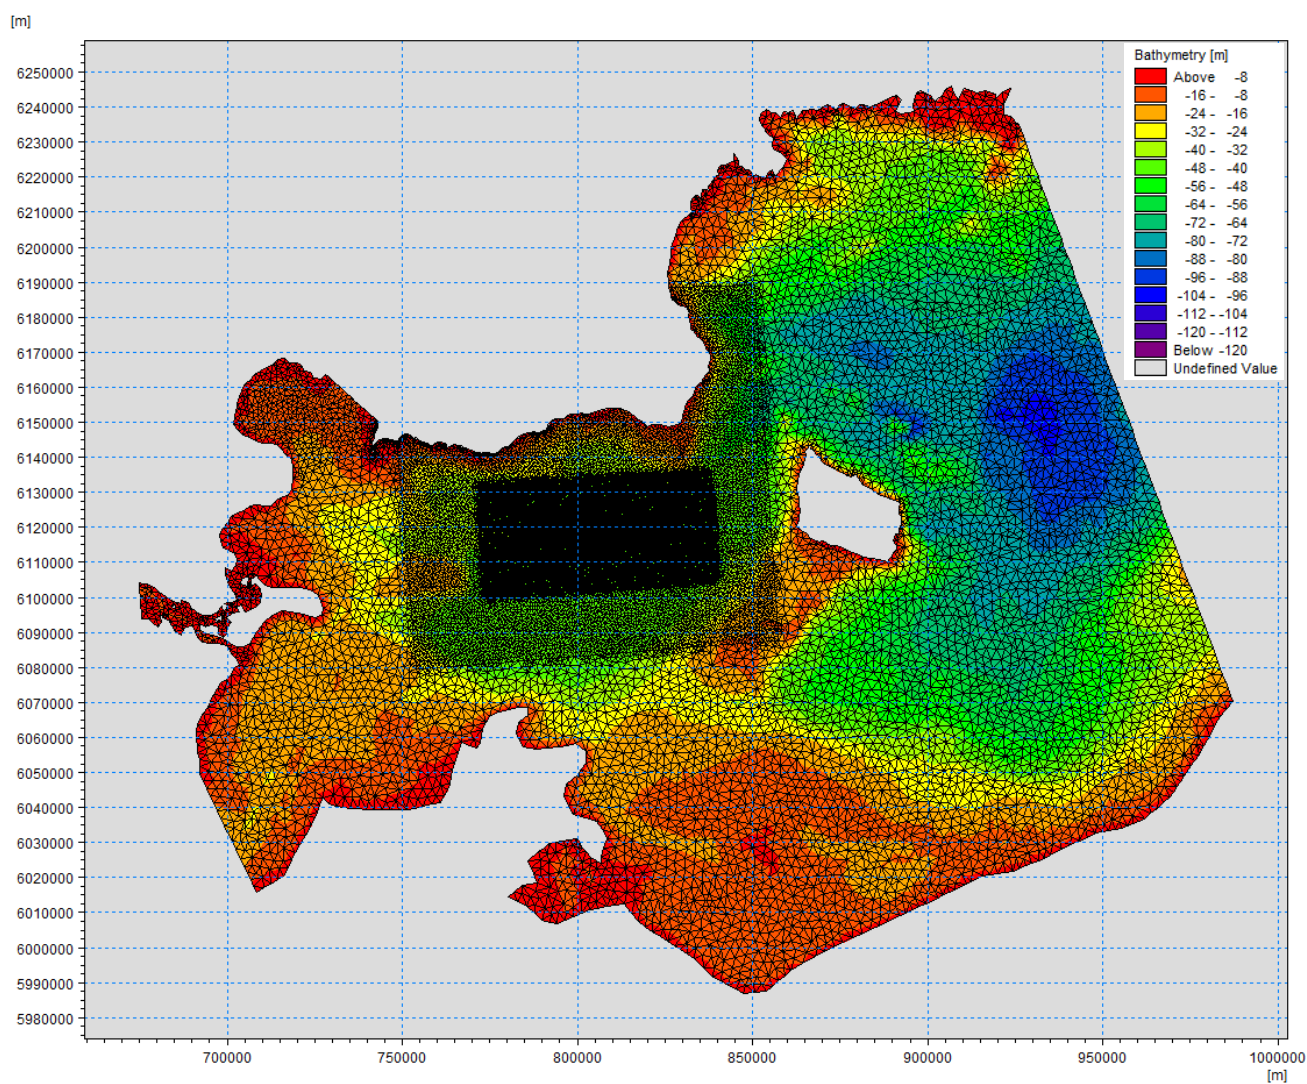 [m]
6250000
6240000
6230000
6220000
6210000
6200000
6190000
6180000
6170000
6160000
6150000
6140000
6130000
6120000
6110000
6100000
6090000
6080000
6070000
6060000
6050000
6040000
6030000
6020000
6010000
6000000
5990000
5980000
700000 750000 800000 850000 900000 950000 1000000
[m]
Bathymetry [m]
Above -8
-16 - -8
-24 - -16
-32 - -24
-40 - -32
-48 - -40
-56 - -48
-64 - -56
-72 - -64
-80 - -72
-88 - -80
-96 - -88
-104 - -96
-112 - -104
-120 - -112
Below -120
Undefined Value